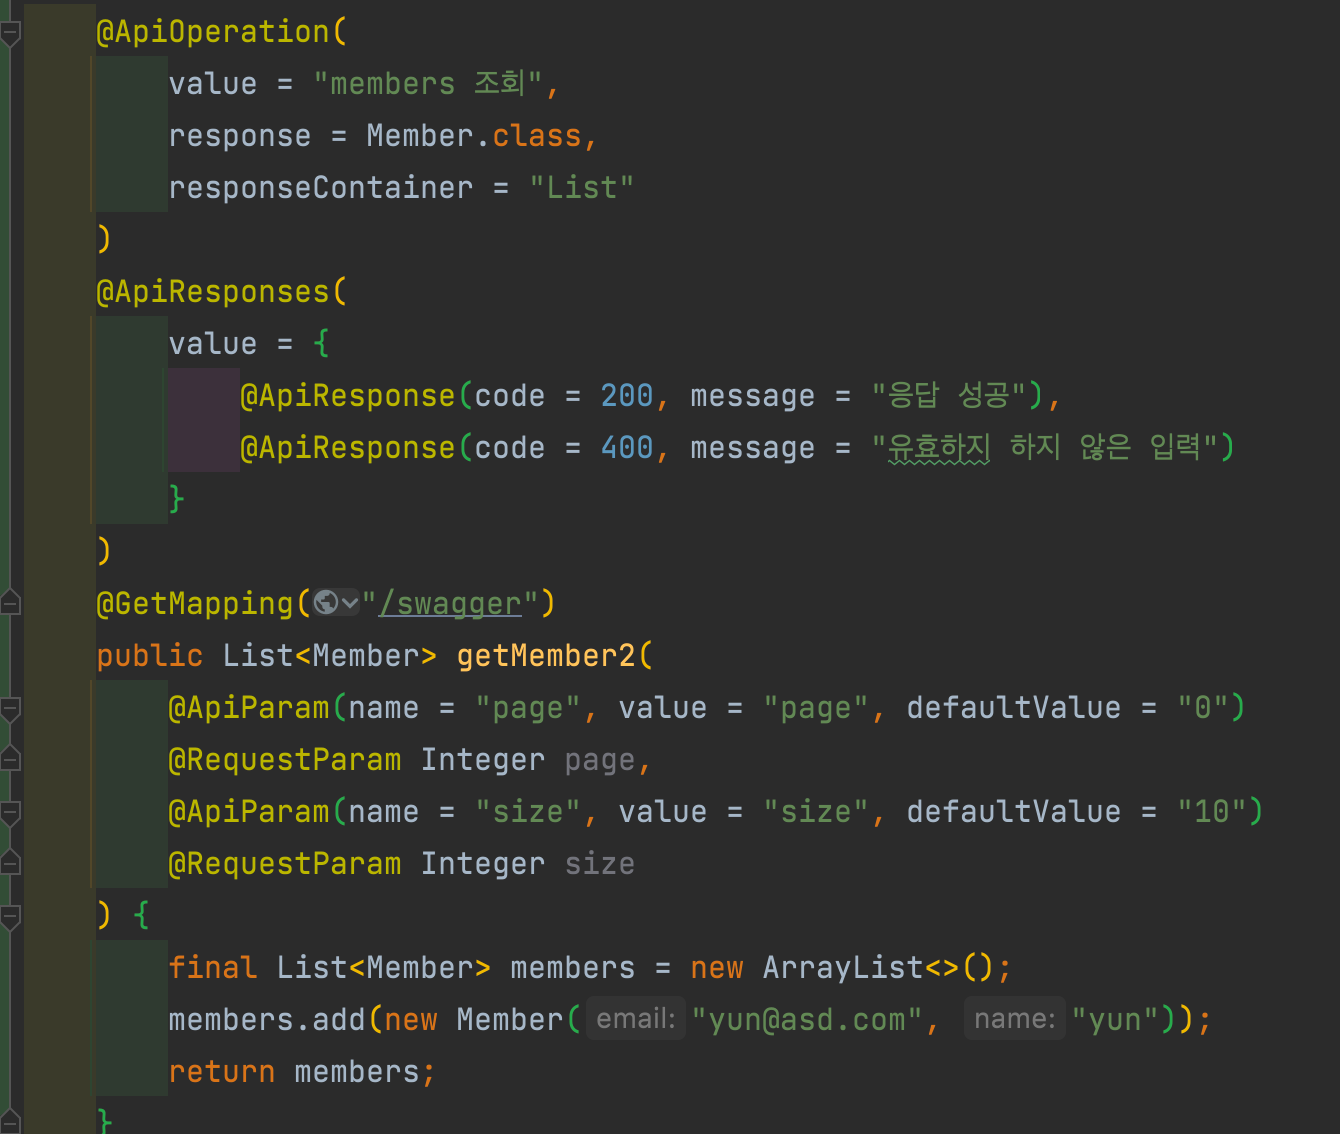 @ApiOperation(
value = "members 조회",
response = Member.class,
responseContainer = "List"
)
@ApiResponses(
value = {
@ApiResponse(code = 200, message = "응답 성공"),
@ApiResponse(code = 400, message = "유효하지 하지 않은 입력")
}
)
@GetMapping("/swagger")
public List<Member> getMember2(
@ApiParam(name = "page", value = "page", defaultValue = "0")
@RequestParam Integer page,
@ApiParam(name = "size", value = "size", defaultValue = "10")
@RequestParam Integer size
) {
final List<Member> members = new ArrayList<>();
members.add(new Member( email: "yun@asd.com", name: "yun"));
return members;
}